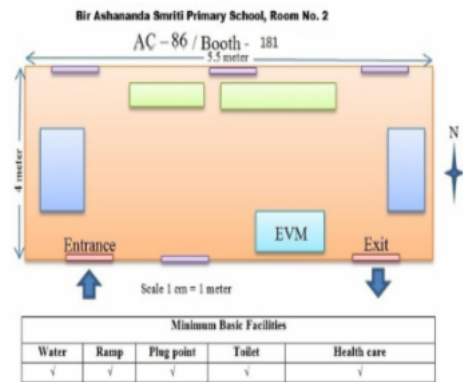 Bir Ashananda Smriti Primary School, Room No. 2
AC – 86 / Booth - 181
5.5 meter
4 meter
N
EVM
Entrance
Exit
Scale 1 cm = 1 meter
Minimum Basic Facilities
Water Ramp Plug point Toilet Health care
√ √ √ √ √